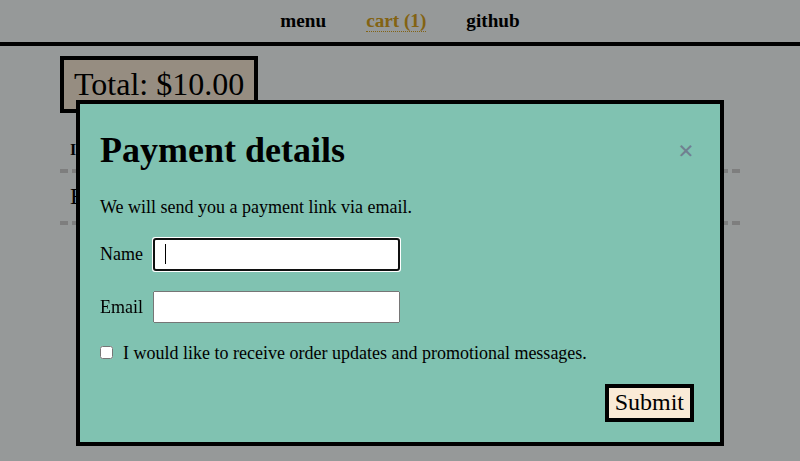 menu cart (1) github
Total: $10.00
Payment details
×
We will send you a payment link via email.
Name
Email
I would like to receive order updates and promotional messages.
Submit